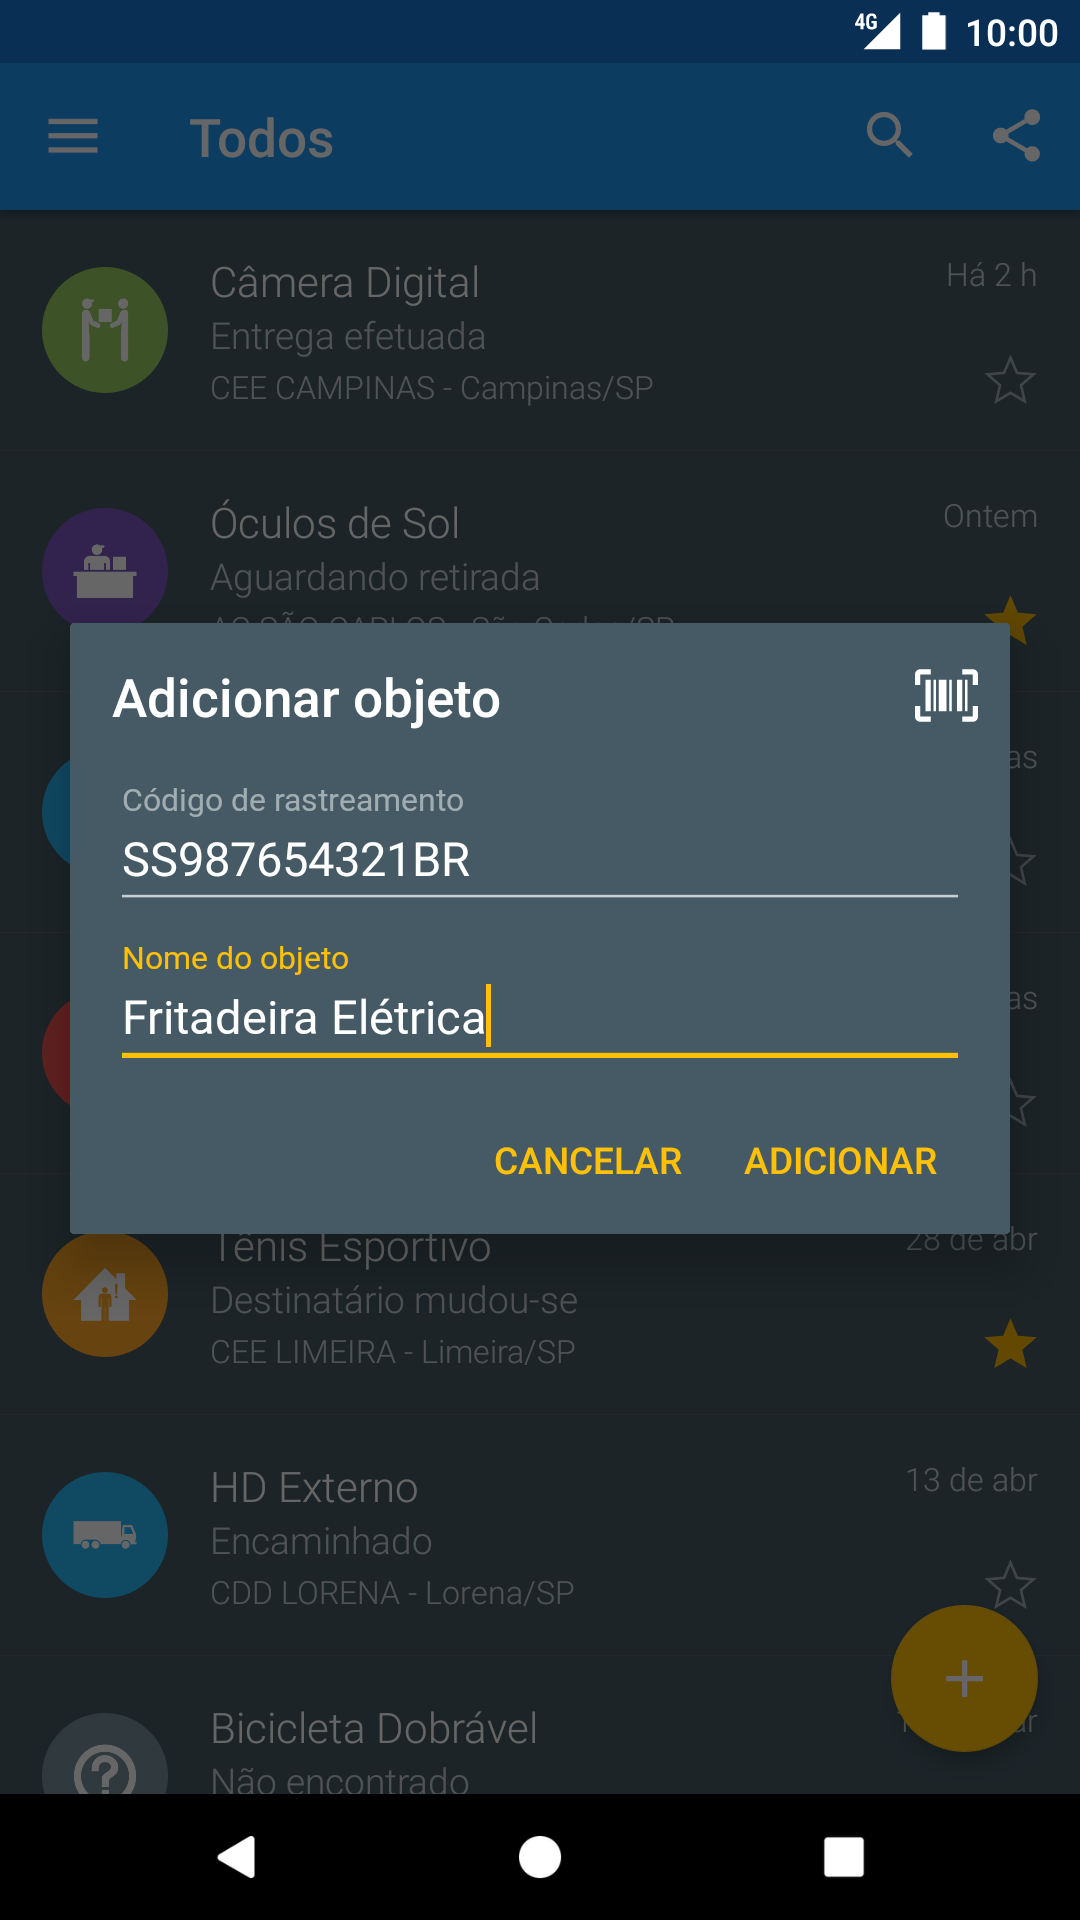 4G 10:00
Todos
Câmera Digital
Há 2 h
Entrega efetuada
CEE CAMPINAS - Campinas/SP
Óculos de Sol
Ontem
Aguardando retirada
Adicionar objeto
Código de rastreamento
as
SS987654321BR
Nome do objeto
as
Fritadeira Elétrica
CANCELAR ADICIONAR
Tênis Esportivo
28 de abr
Destinatário mudou-se
CEE LIMEIRA - Limeira/SP
HD Externo
13 de abr
Encaminhado
CDD LORENA - Lorena/SP
Bicicleta Dobrável
Não encontrado